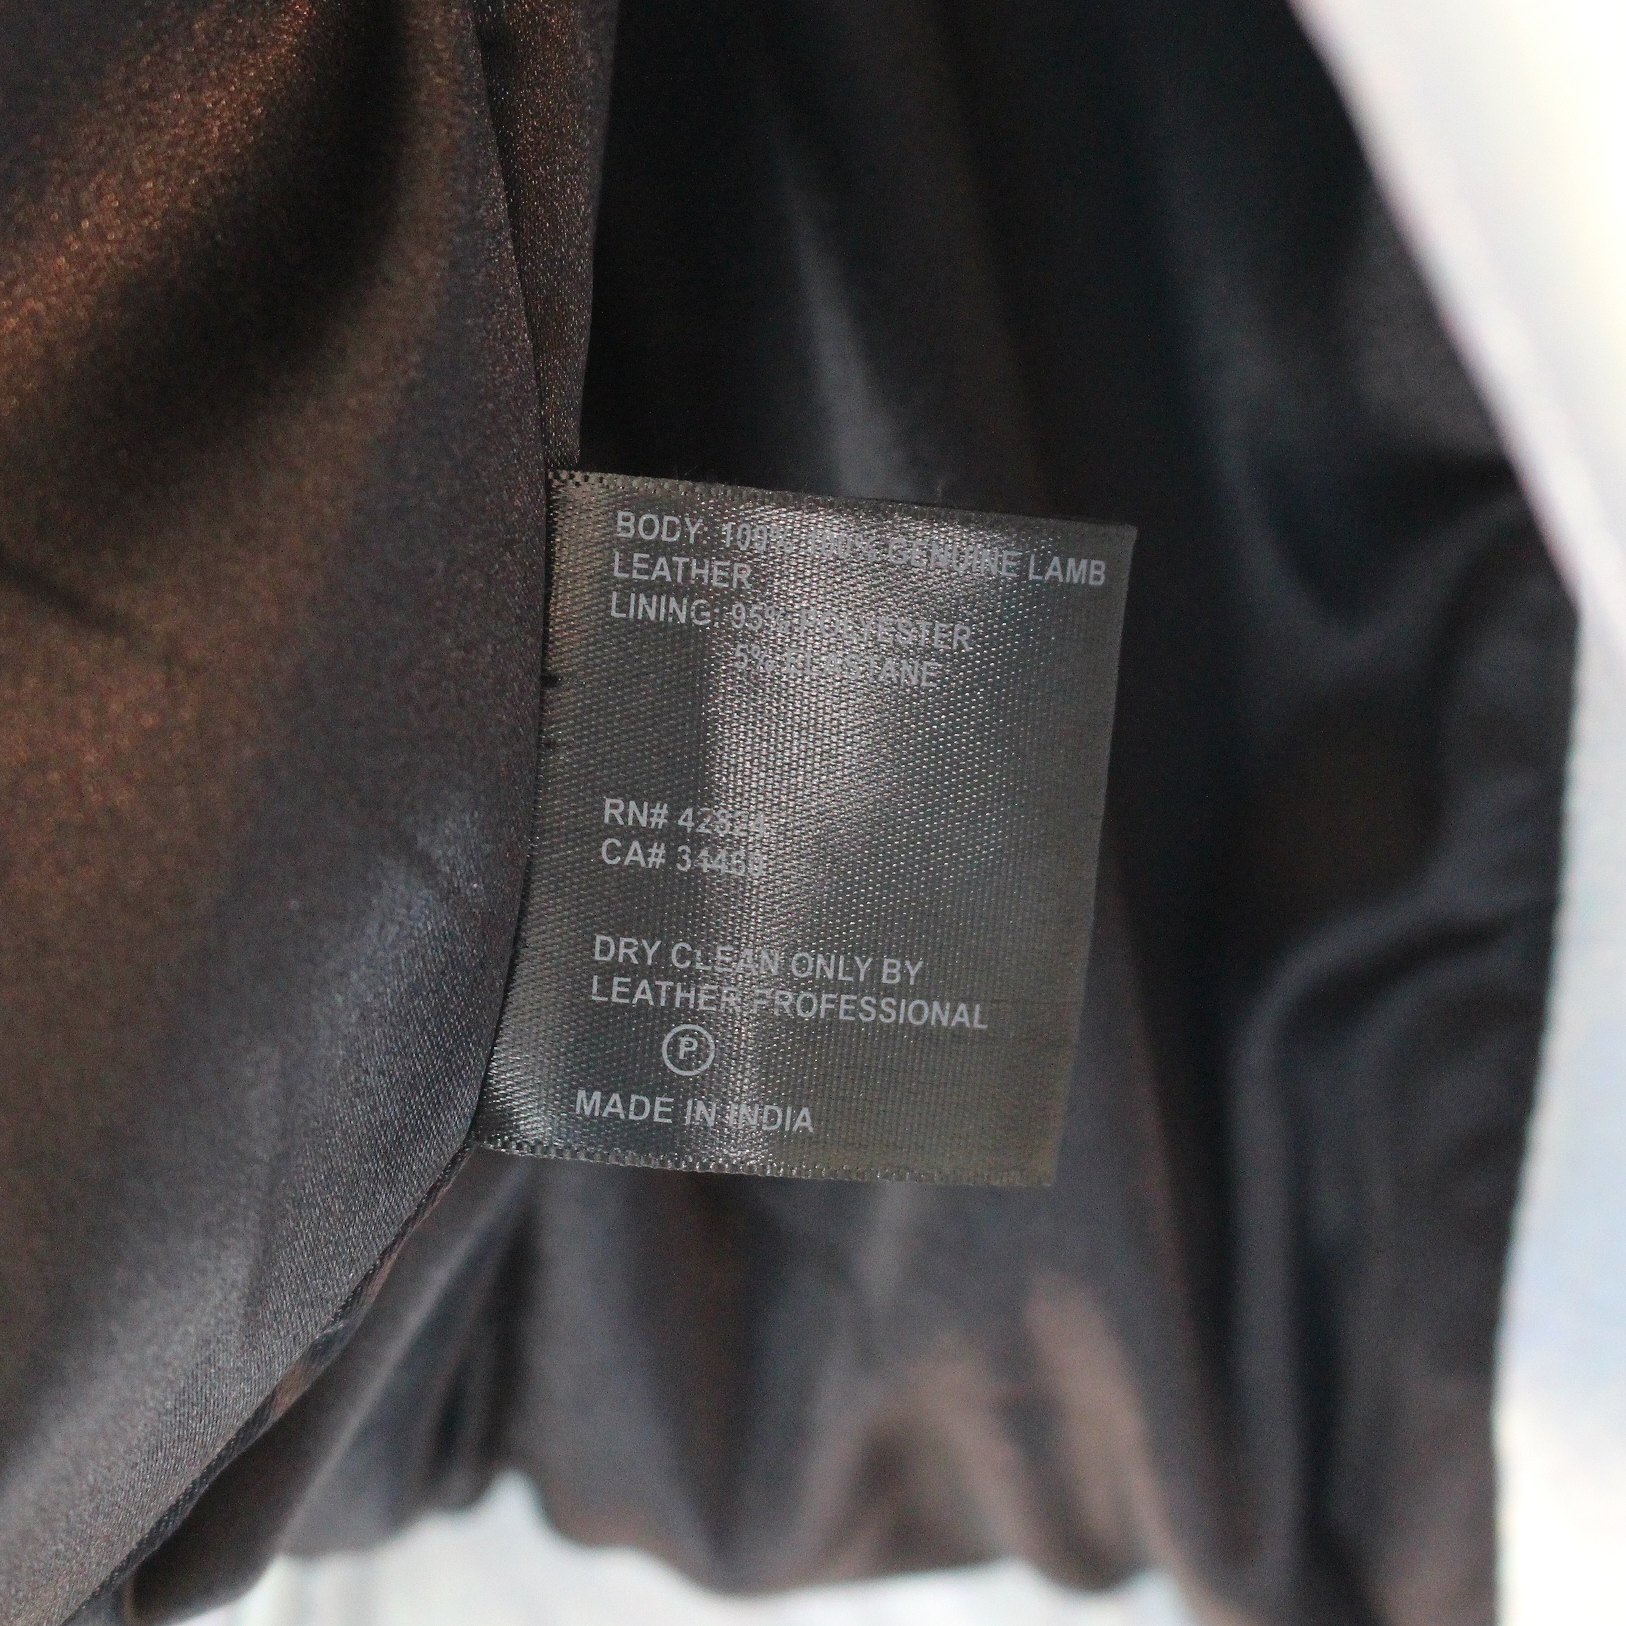 BODY: 100% 100% GENUINE LAMB
LEATHER
LINING: 95% POLYESTER
5% ELASTANE
RN#
CA#
DRY CLEAN ONLY BY
LEATHER PROFESSIONAL
P
MADE IN INDIA